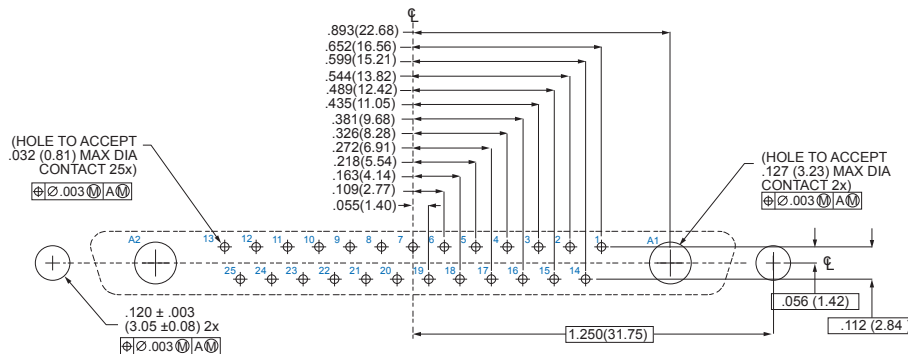 ℄
.893(22.68)
.652(16.56)
.599(15.21)
.544(13.82)
.489(12.42)
.435(11.05)
.381(9.68)
.326(8.28)
.272(6.91)
.218(5.54)
.163(4.14)
.109(2.77)
.055(1.40)
(HOLE TO ACCEPT
.032 (0.81) MAX DIA
CONTACT 25x)
⌖ Ø.003 Ⓜ A Ⓜ
(HOLE TO ACCEPT
.127 (3.23) MAX DIA
CONTACT 2x)
⌖ Ø.003 Ⓜ A Ⓜ
A2 13 12 11 10 9 8 7 6 5 4 3 2 1 A1
25 24 23 22 21 20 19 18 17 16 15 14
℄
.120 ± .003
(3.05 ±0.08) 2x
⌖ Ø.003 Ⓜ A Ⓜ
.056 (1.42)
1.250(31.75)
.112 (2.84